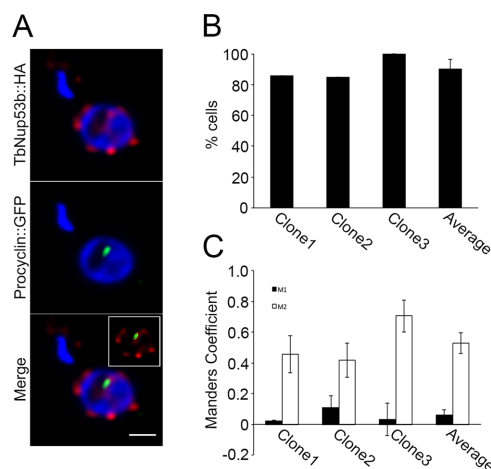 A
TbNup53b::HA
Procyclin::GFP
Merge
B
% cells
100
80
60
40
20
0
Clone1
Clone2
Clone3
Average
C
Manders Coefficient
1.0
0.8
0.6
0.4
0.2
0
-0.2
M1
M2
Clone1
Clone2
Clone3
Average